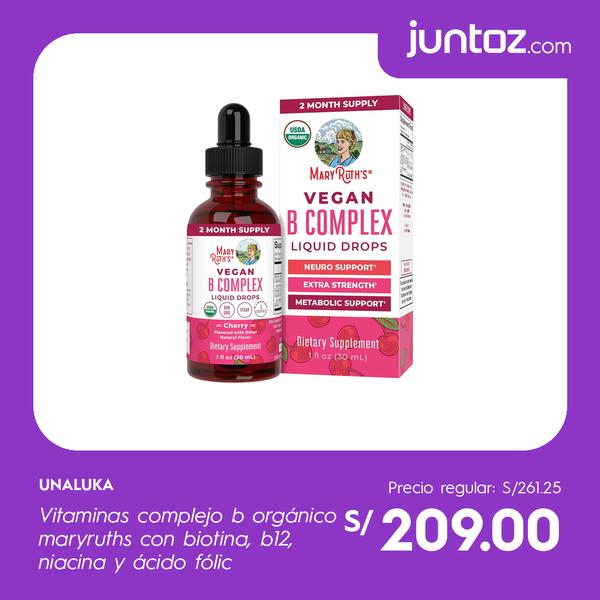 juntoz.com
2 MONTH SUPPLY
USDA
ORGANIC
MARY RUTH'S®
VEGAN
B COMPLEX
LIQUID DROPS
NEURO SUPPORT†
EXTRA STRENGTH†
METABOLIC SUPPORT†
Dietary Supplement
1 fl oz (30 mL)
2 MONTH SUPPLY
MARY
RUTH'S®
VEGAN
B COMPLEX
LIQUID DROPS
NON
GMO
VEGAN
Cherry
Flavored with Other
Natural Flavor
Dietary Supplement
1 fl oz (30 mL)
UNALUKA
Vitaminas complejo b orgánico
maryruths con biotina, b12,
niacina y ácido fólic
Precio regular: S/261.25
S/ 209.00